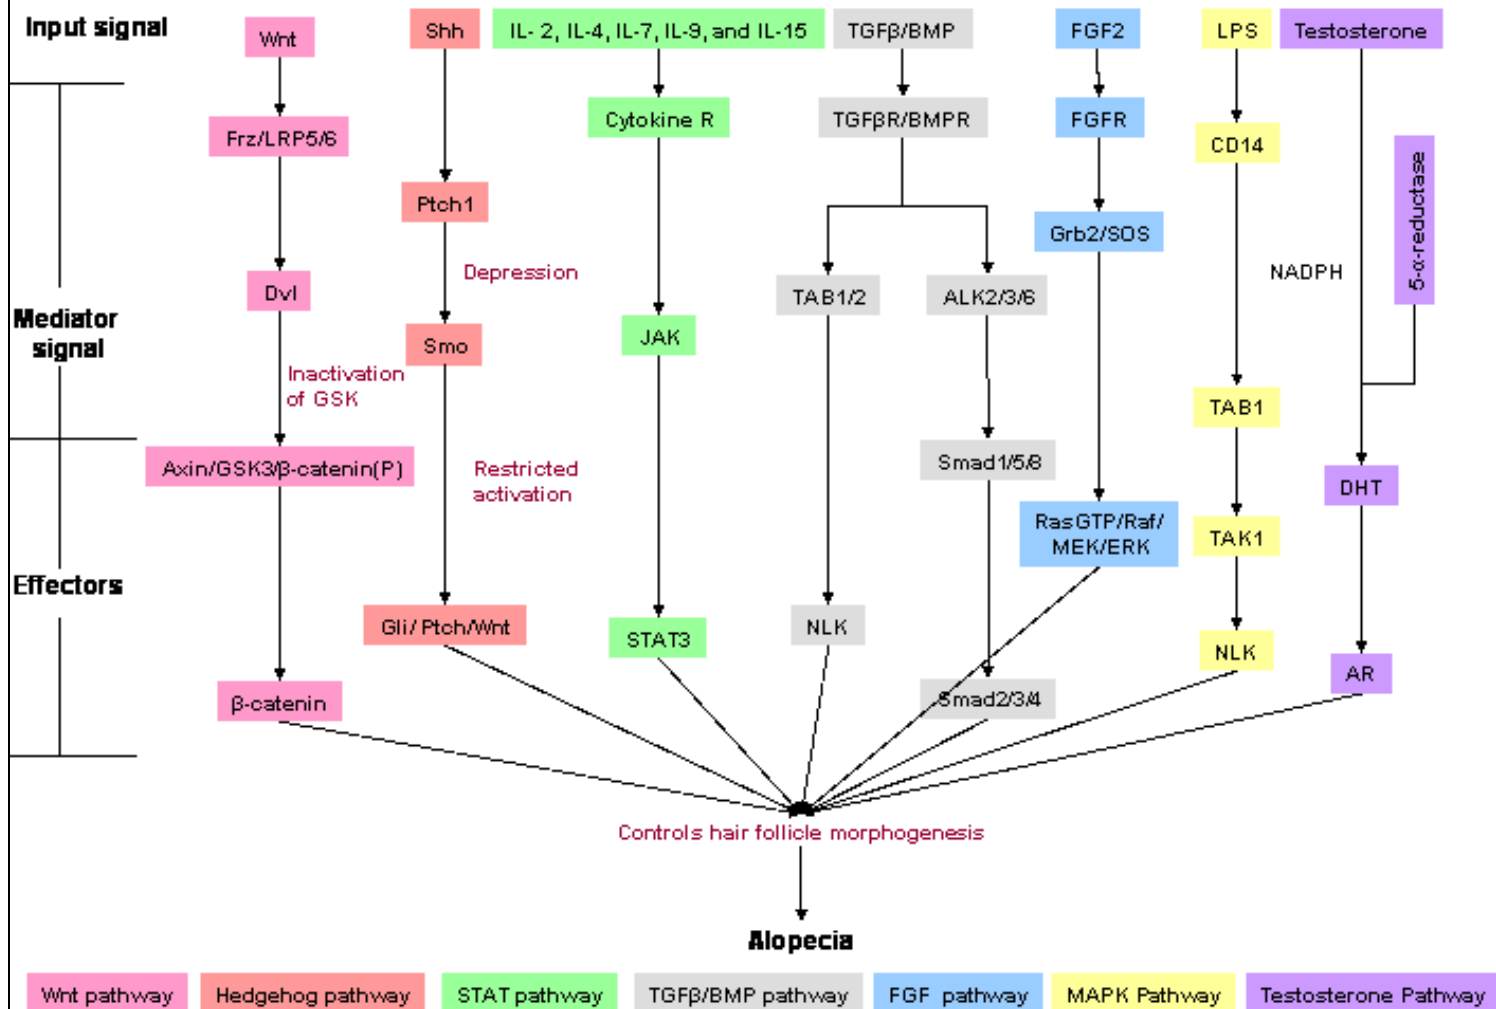 Input signal
Wnt
Shh
IL- 2, IL-4, IL-7, IL-9, and IL-15
TGFβ/BMP
FGF2
LPS
Testosterone
Frz/LRP5/6
Cytokine R
TGFβR/BMPR
FGFR
CD14
5-α-reductase
Ptch1
Grb2/SOS
Depression
NADPH
Dvl
TAB1/2
ALK2/3/6
Mediator
signal
Smo
JAK
Inactivation
of GSK
TAB1
Axin/GSK3/β-catenin(P)
Restricted
activation
Smad1/5/8
DHT
RasGTP/Raf/
MEK/ERK
TAK1
Effectors
Gli/ Ptch/Wnt
STAT3
NLK
NLK
AR
β-catenin
Smad2/3/4
Controls hair follicle morphogenesis
Alopecia
Wnt pathway
Hedgehog pathway
STAT pathway
TGFβ/BMP pathway
FGF pathway
MAPK Pathway
Testosterone Pathway